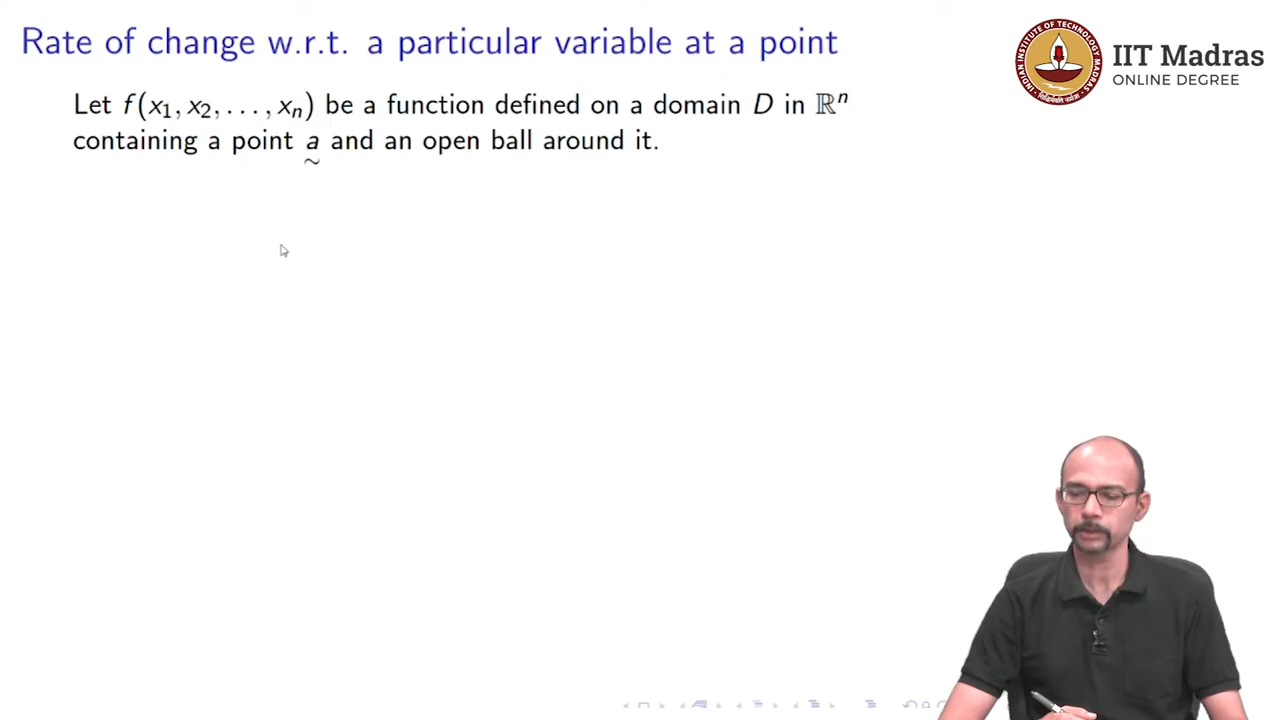 Rate of change w.r.t. a particular variable at a point
IIT Madras
ONLINE DEGREE
Let f(x₁, x₂, . . . , xₙ) be a function defined on a domain D in ℝⁿ
containing a point a̰ and an open ball around it.